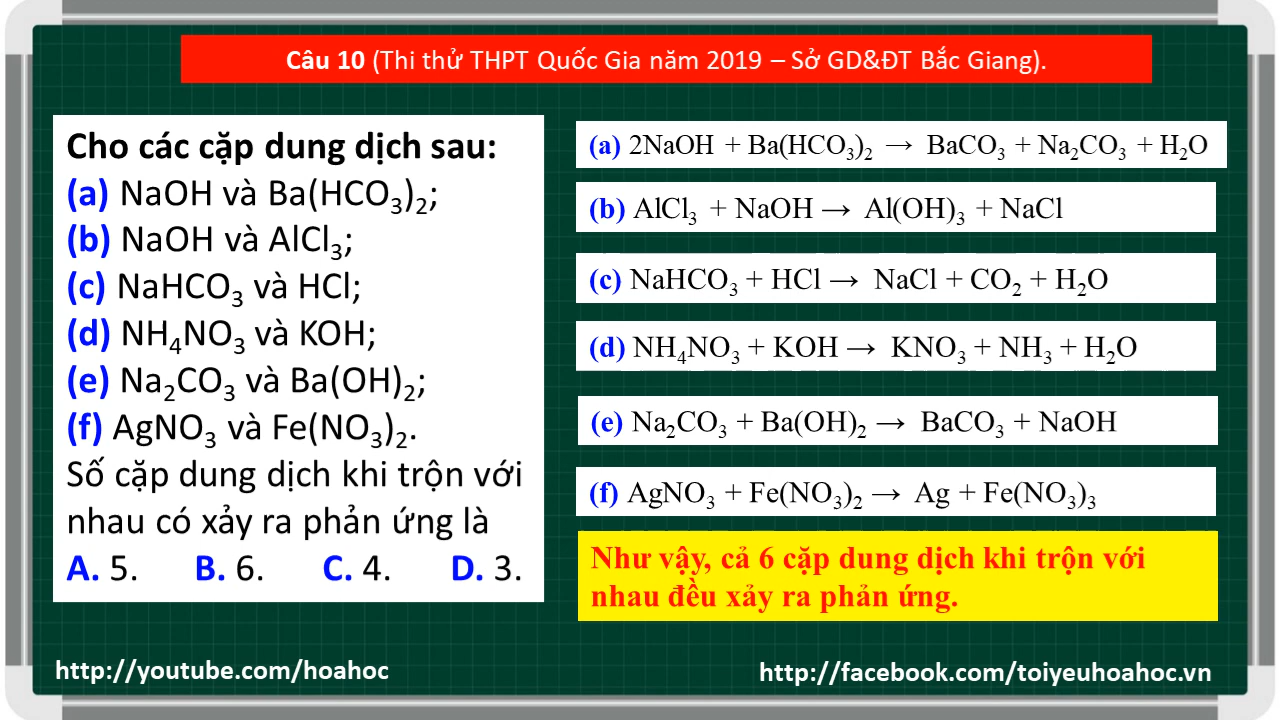 Câu 10 (Thi thử THPT Quốc Gia năm 2019 – Sở GD&ĐT Bắc Giang).
Cho các cặp dung dịch sau:
(a) NaOH và Ba(HCO₃)₂;
(b) NaOH và AlCl₃;
(c) NaHCO₃ và HCl;
(d) NH₄NO₃ và KOH;
(e) Na₂CO₃ và Ba(OH)₂;
(f) AgNO₃ và Fe(NO₃)₂.
Số cặp dung dịch khi trộn với
nhau có xảy ra phản ứng là
A. 5. B. 6. C. 4. D. 3.
(a) 2NaOH + Ba(HCO₃)₂ → BaCO₃ + Na₂CO₃ + H₂O
(b) AlCl₃ + NaOH → Al(OH)₃ + NaCl
(c) NaHCO₃ + HCl → NaCl + CO₂ + H₂O
(d) NH₄NO₃ + KOH → KNO₃ + NH₃ + H₂O
(e) Na₂CO₃ + Ba(OH)₂ → BaCO₃ + NaOH
(f) AgNO₃ + Fe(NO₃)₂ → Ag + Fe(NO₃)₃
Như vậy, cả 6 cặp dung dịch khi trộn với
nhau đều xảy ra phản ứng.
http://youtube.com/hoahoc
http://facebook.com/toiyeuhoahoc.vn